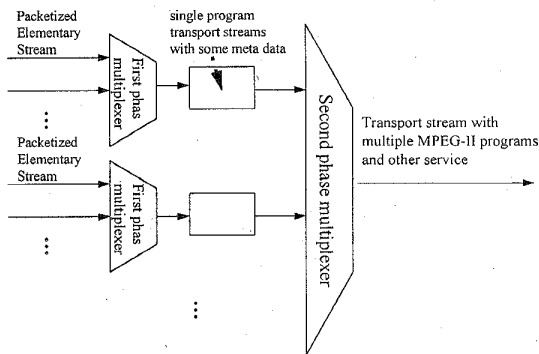 Packetized
Elementary
Stream
First phas
multiplexer
single program
transport streams
with some meta data
Packetized
Elementary
Stream
First phas
multiplexer
Second phase multiplexer
Transport stream with
multiple MPEG-II programs
and other service